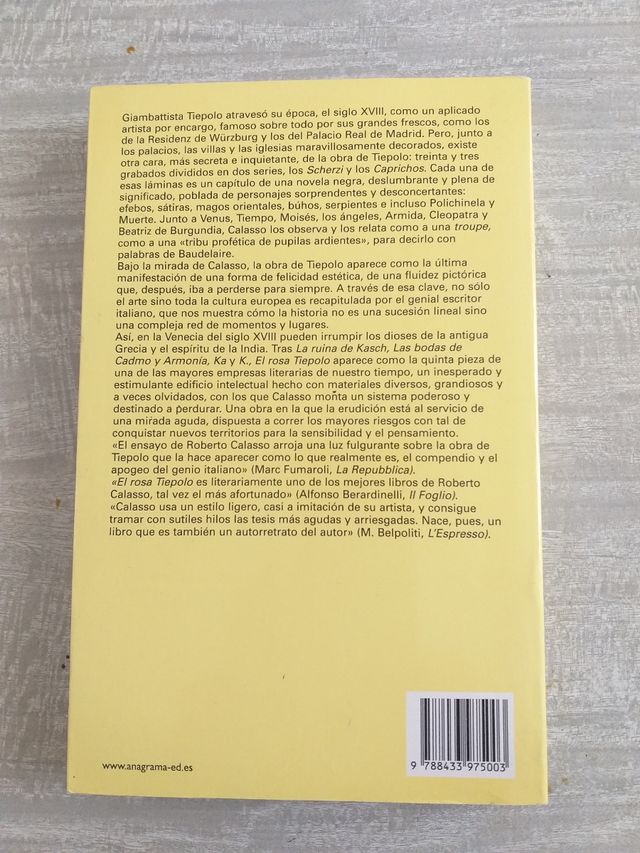 Giambattista Tiepolo atravesó su época, el siglo XVIII, como un aplicado
artista por encargo, famoso sobre todo por sus grandes frescos, como los
de la Residenz de Würzburg y los del Palacio Real de Madrid. Pero, junto a
los palacios, las villas y las iglesias maravillosamente decorados, existe
otra cara, más secreta e inquietante, de la obra de Tiepolo: treinta y tres
grabados divididos en dos series, los Scherzi y los Caprichos. Cada una de
esas láminas es un capítulo de una novela negra, deslumbrante y plena de
significado, poblada de personajes sorprendentes y desconcertantes:
efebos, sátiras, magos orientales, búhos, serpientes e incluso Polichinela y
Muerte. Junto a Venus, Tiempo, Moisés, los ángeles, Armida, Cleopatra y
Beatriz de Burgundia, Calasso los observa y los relata como a una troupe,
como a una «tribu profética de pupilas ardientes», para decirlo con
palabras de Baudelaire.
Bajo la mirada de Calasso, la obra de Tiepolo aparece como la última
manifestación de una forma de felicidad estética, de una fluidez pictórica
que, después, iba a perderse para siempre. A través de esa clave, no sólo
el arte sino toda la cultura europea es recapitulada por el genial escritor
italiano, que nos muestra cómo la historia no es una sucesión lineal sino
una compleja red de momentos y lugares.
Así, en la Venecia del siglo XVIII pueden irrumpir los dioses de la antigua
Grecia y el espíritu de la India. Tras La ruina de Kasch, Las bodas de
Cadmo y Armonía, Ka y K., El rosa Tiepolo aparece como la quinta pieza de
una de las mayores empresas literarias de nuestro tiempo, un inesperado y
estimulante edificio intelectual hecho con materiales diversos, grandiosos y
a veces olvidados, con los que Calasso monta un sistema poderoso y
destinado a perdurar. Una obra en la que la erudición está al servicio de
una mirada aguda, dispuesta a correr los mayores riesgos con tal de
conquistar nuevos territorios para la sensibilidad y el pensamiento.
«El ensayo de Roberto Calasso arroja una luz fulgurante sobre la obra de
Tiepolo que la hace aparecer como lo que realmente es, el compendio y el
apogeo del genio italiano» (Marc Fumaroli, La Repubblica).
«El rosa Tiepolo es literariamente uno de los mejores libros de Roberto
Calasso, tal vez el más afortunado» (Alfonso Berardinelli, Il Foglio).
«Calasso usa un estilo ligero, casi a imitación de su artista, y consigue
tramar con sutiles hilos las tesis más agudas y arriesgadas. Nace, pues, un
libro que es también un autorretrato del autor» (M. Belpoliti, L'Espresso).
www.anagrama-ed.es
9 788433 975003